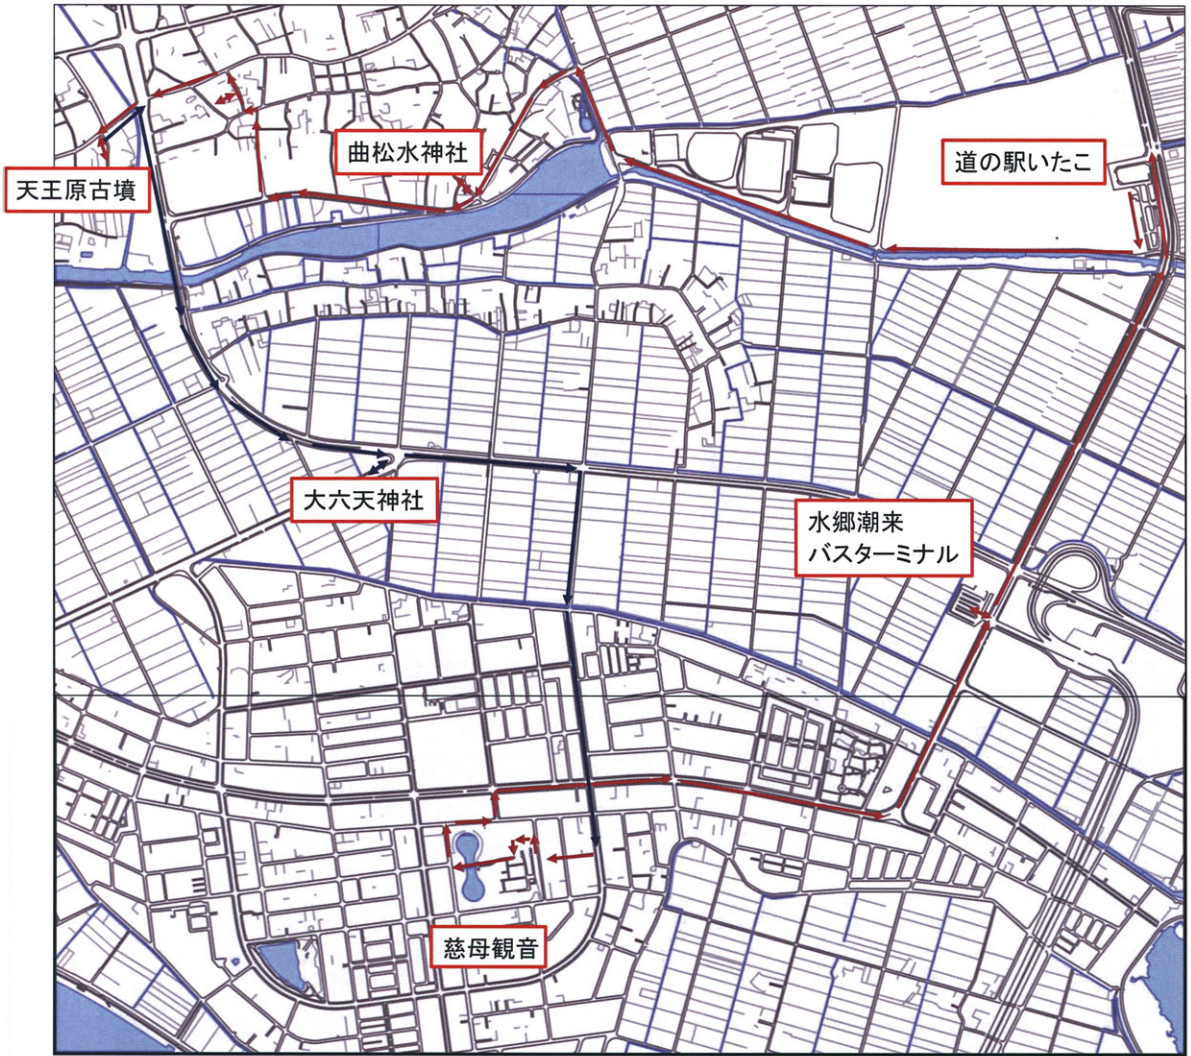 曲松水神社
道の駅いたこ
天王原古墳
大六天神社
水郷潮来
バスターミナル
慈母観音